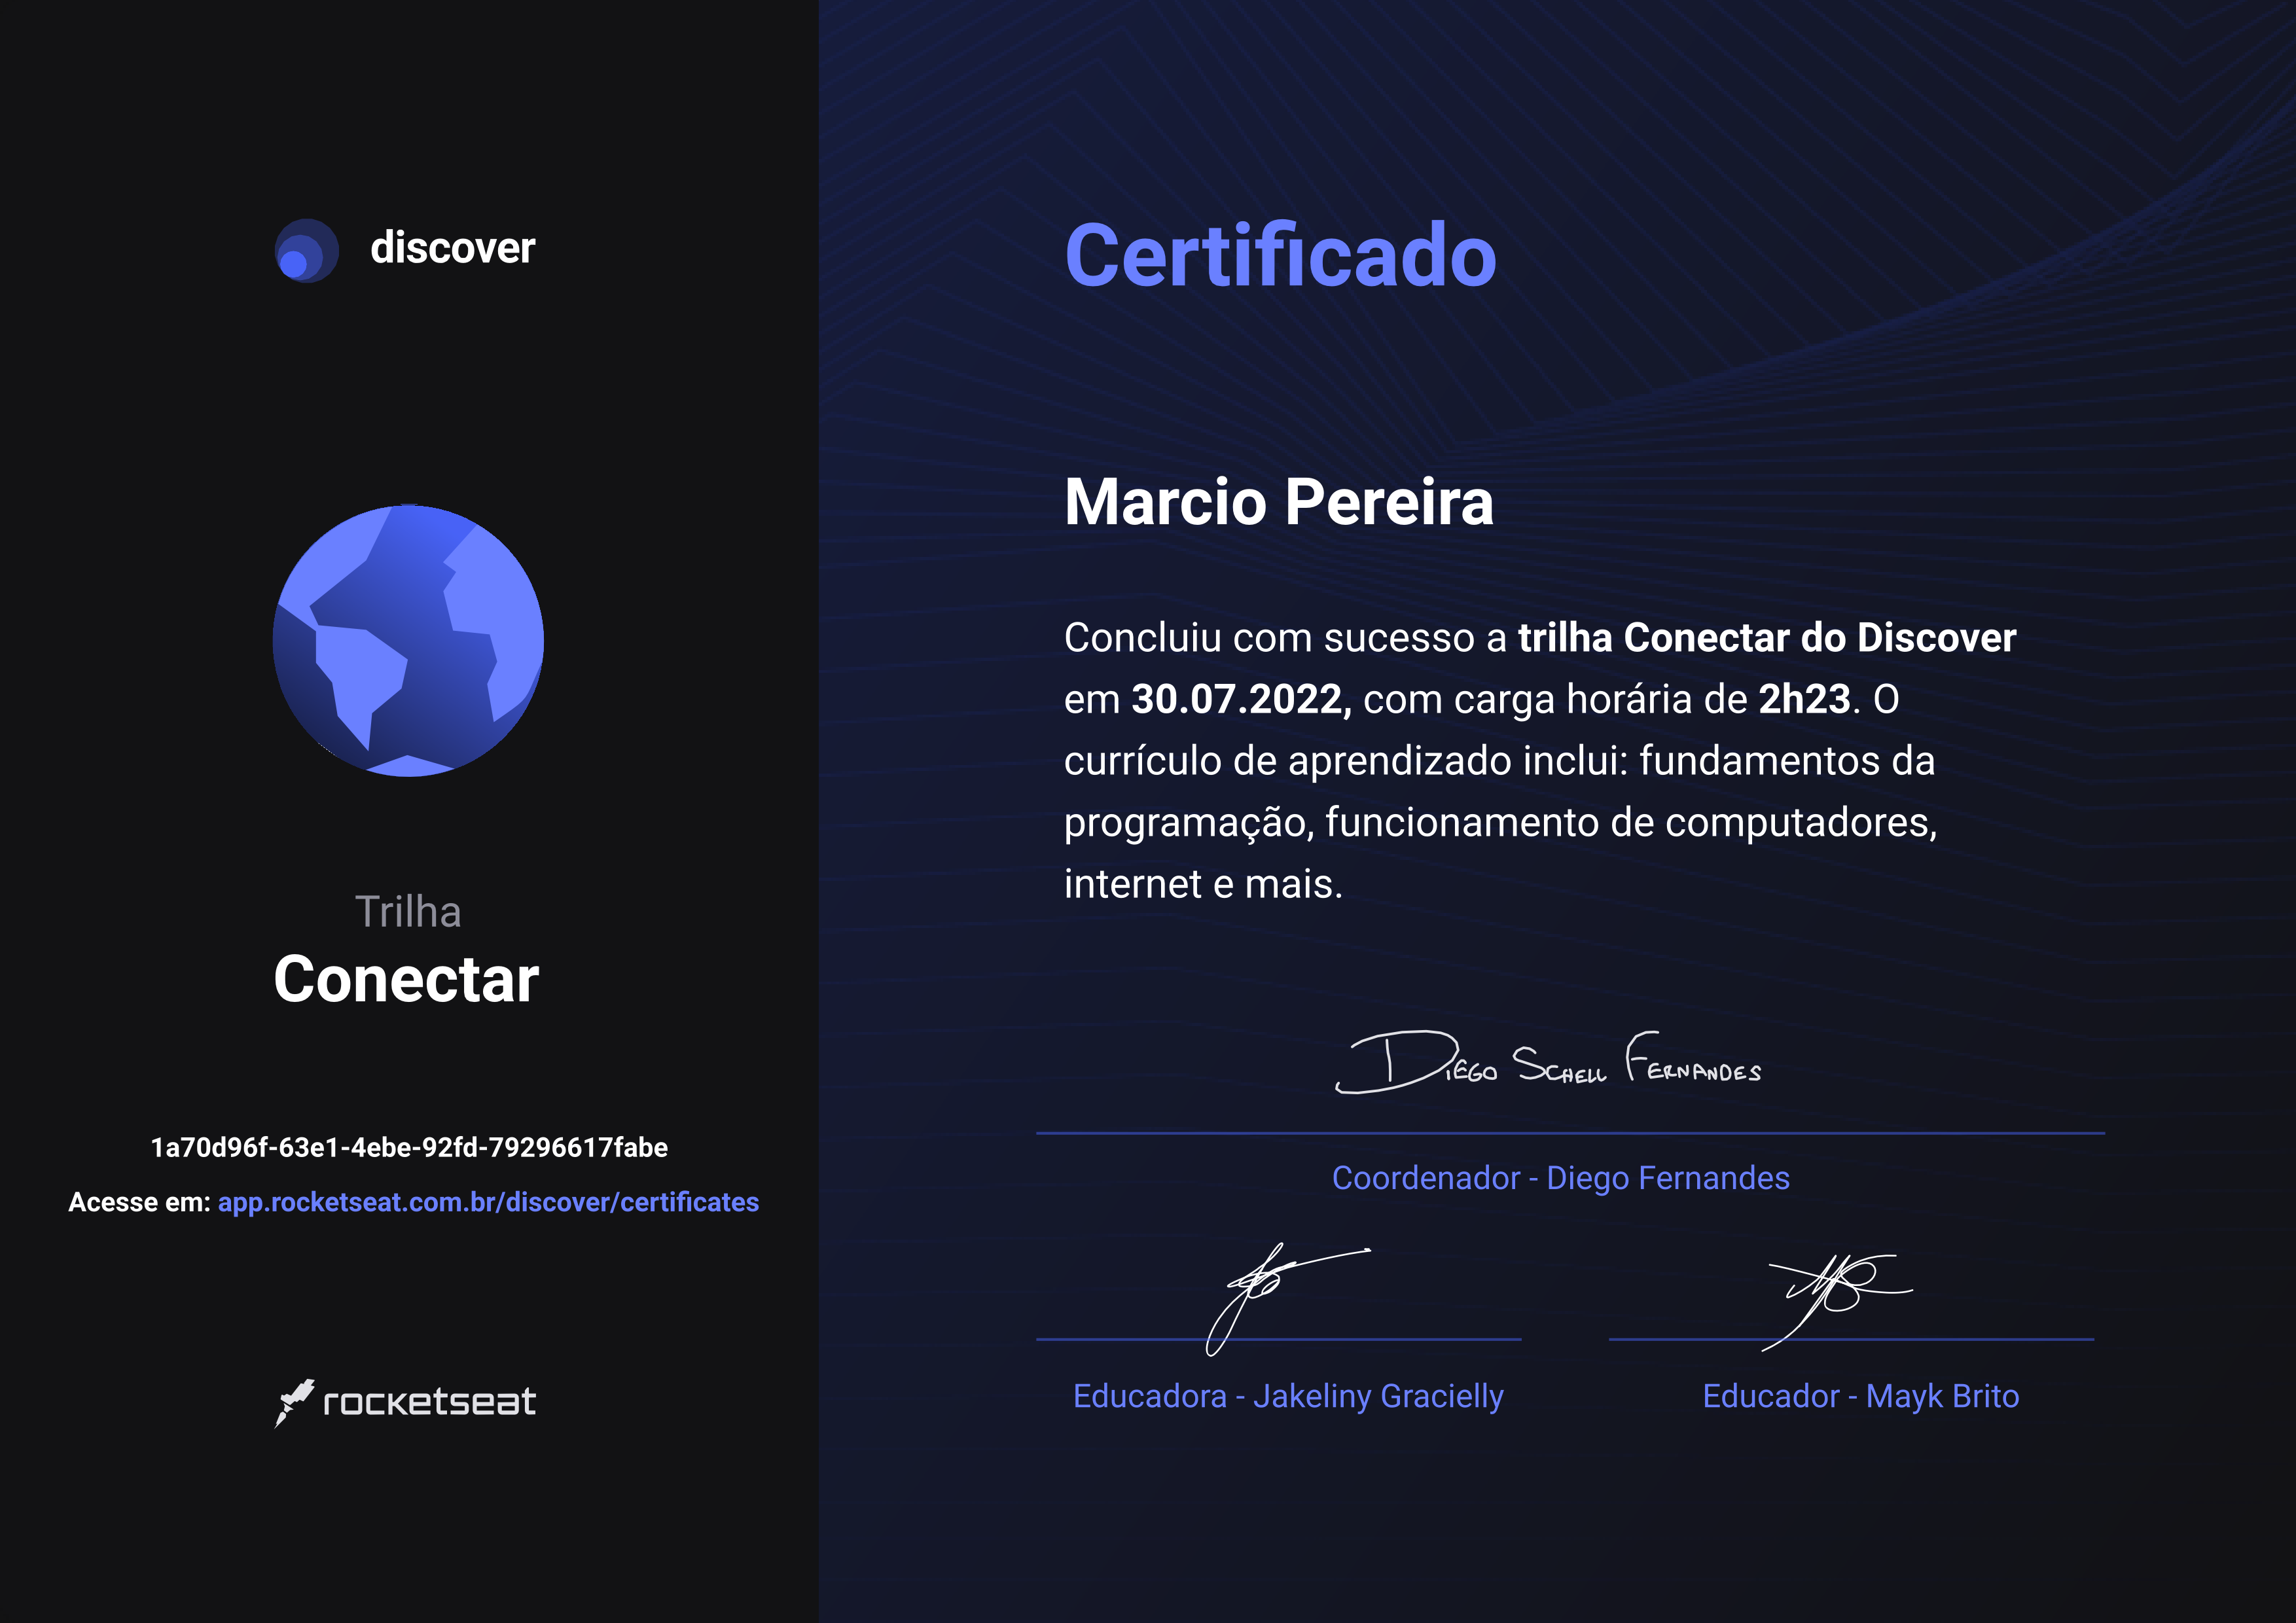 discover
Trilha
Conectar
1a70d96f-63e1-4ebe-92fd-79296617fabe
Acesse em: app.rocketseat.com.br/discover/certificates
rocketseat
Certificado
Marcio Pereira
Concluiu com sucesso a trilha Conectar do Discover
em 30.07.2022, com carga horária de 2h23. O
currículo de aprendizado inclui: fundamentos da
programação, funcionamento de computadores,
internet e mais.
Diego Schell Fernandes
Coordenador - Diego Fernandes
Educadora - Jakeliny Gracielly
Educador - Mayk Brito